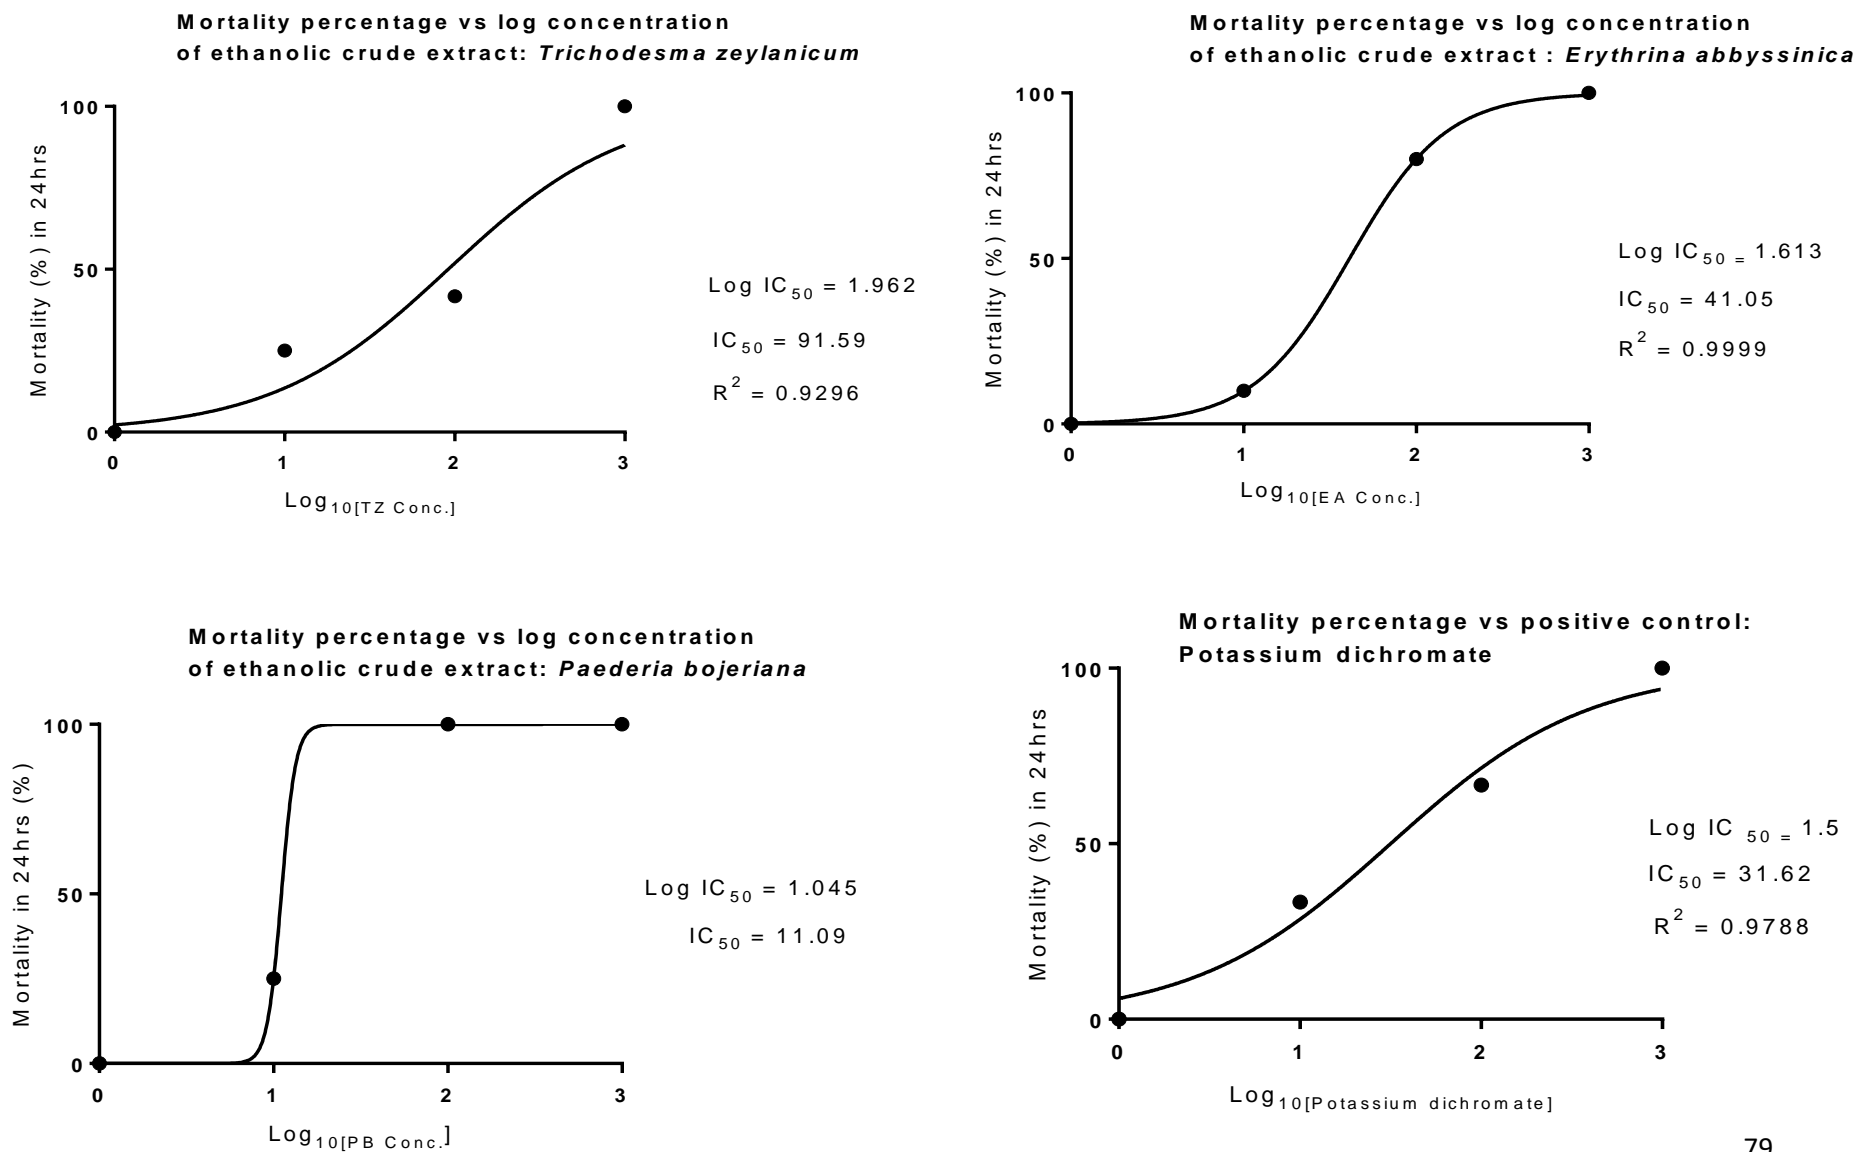 Mortality percentage vs log concentration
of ethanolic crude extract: Trichodesma zeylanicum
100
50
0
Mortality (%) in 24hrs
0 1 2 3
Log10[TZ Conc.]
Log IC50 = 1.962
IC50 = 91.59
R2 = 0.9296
Mortality percentage vs log concentration
of ethanolic crude extract : Erythrina abbyssinica
100
50
0
Mortality (%) in 24hrs
0 1 2 3
Log10[EA Conc.]
Log IC50 = 1.613
IC50 = 41.05
R2 = 0.9999
Mortality percentage vs log concentration
of ethanolic crude extract: Paederia bojeriana
100
50
0
Mortality in 24hrs (%)
0 1 2 3
Log10[PB Conc.]
Log IC50 = 1.045
IC50 = 11.09
Mortality percentage vs positive control:
Potassium dichromate
100
50
0
Mortality (%) in 24hrs
0 1 2 3
Log10[Potassium dichromate]
Log IC 50 = 1.5
IC50 = 31.62
R2 = 0.9788
79